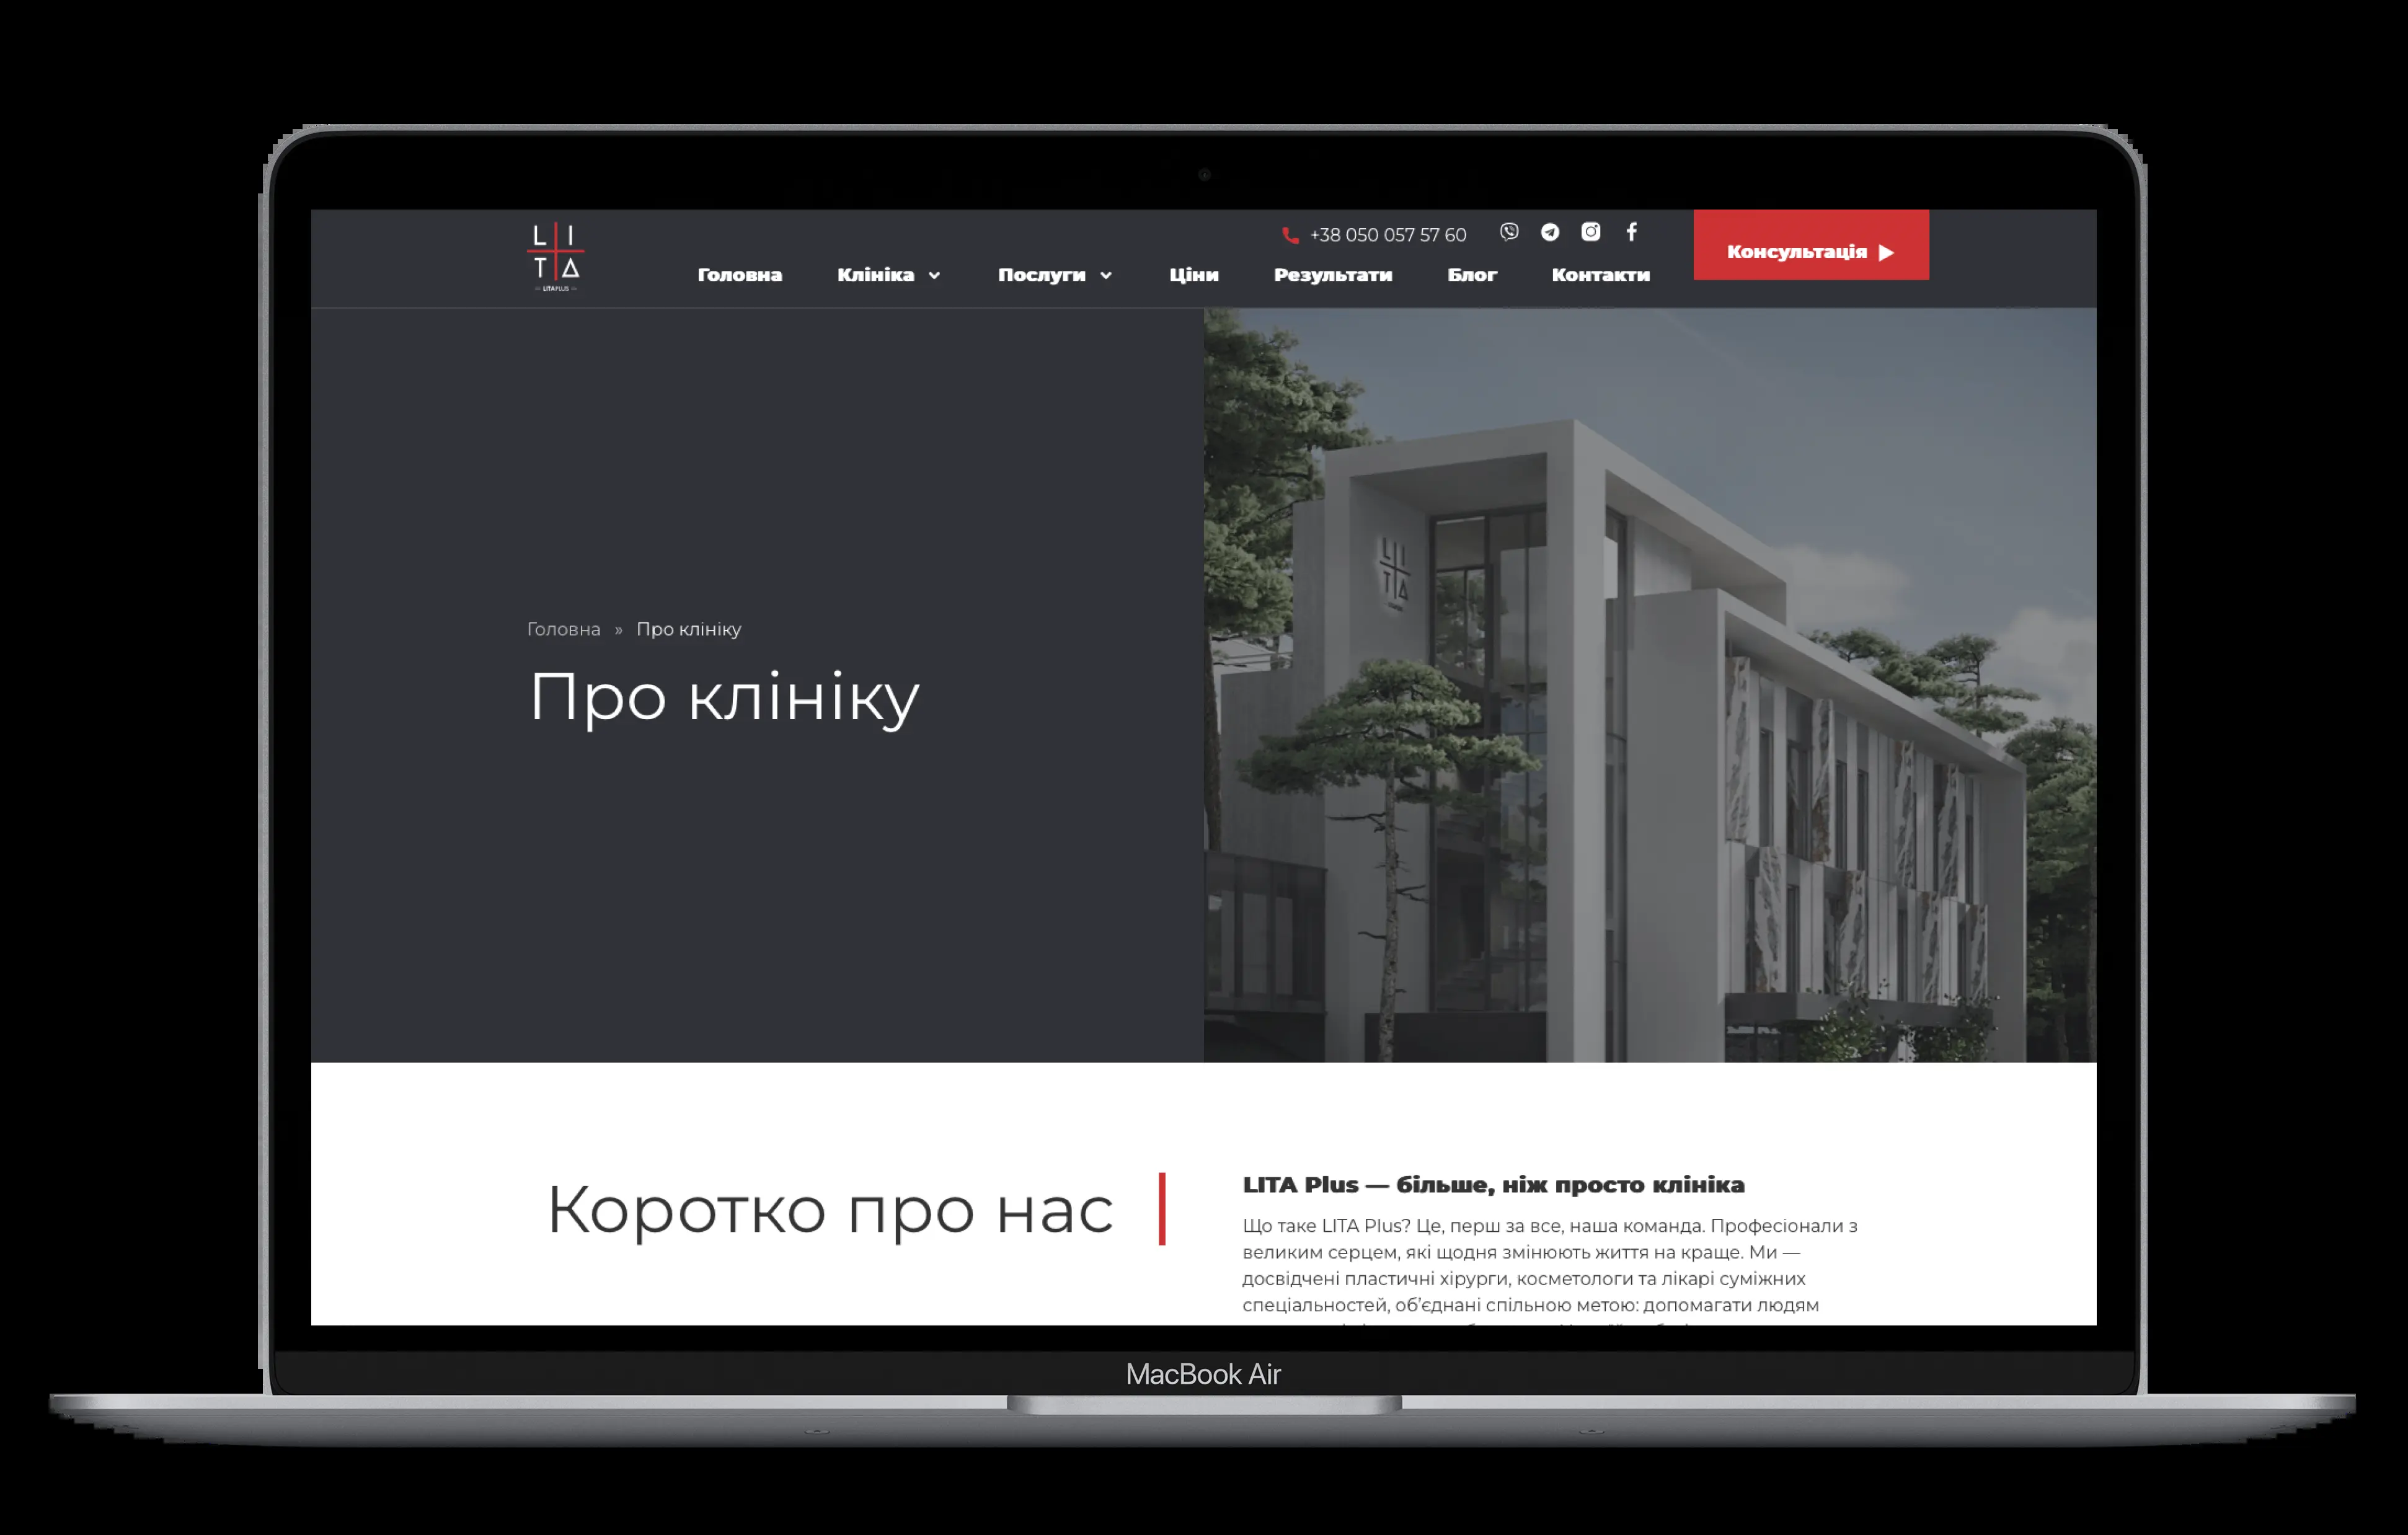 L I
T A
LITAPLUS
+38 050 057 57 60
Консультація
Головна Клініка Послуги Ціни Результати Блог Контакти
L I
T A
Головна » Про клініку
Про клініку
Коротко про нас
LITA Plus — більше, ніж просто клініка
Що таке LITA Plus? Це, перш за все, наша команда. Професіонали з
великим серцем, які щодня змінюють життя на краще. Ми —
досвідчені пластичні хірурги, косметологи та лікарі суміжних
спеціальностей, об’єднані спільною метою: допомагати людям
MacBook Air